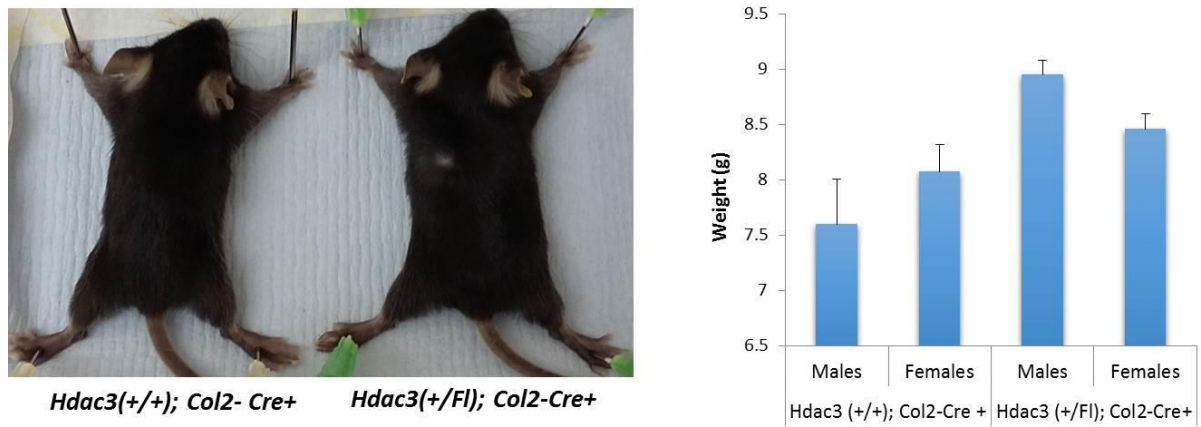 Hdac3(+/+); Col2- Cre+
Hdac3(+/Fl); Col2-Cre+
Weight (g)
9.5
9
8.5
8
7.5
7
6.5
Males
Females
Males
Females
Hdac3 (+/+); Col2-Cre +
Hdac3 (+/Fl); Col2-Cre+